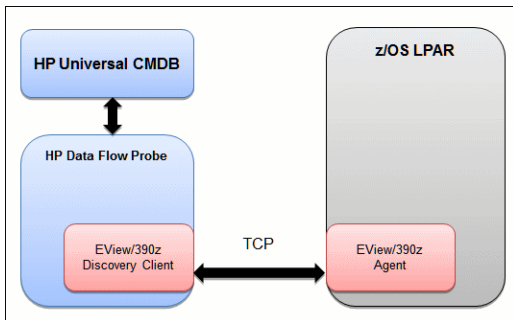 HP Universal CMDB
z/OS LPAR
HP Data Flow Probe
EView/390z
Discovery Client
TCP
EView/390z
Agent